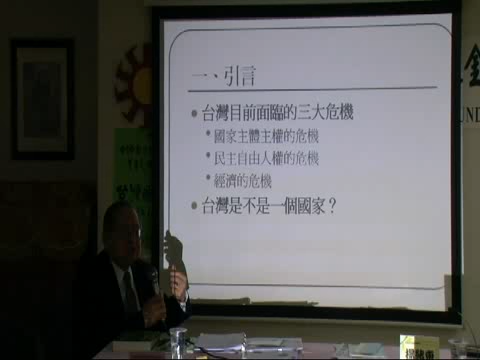 一、引言
台灣目前面臨的三大危機
國家主體主權的危機
民主自由人權的危機
經濟的危機
台灣是不是一個國家？
金
UND